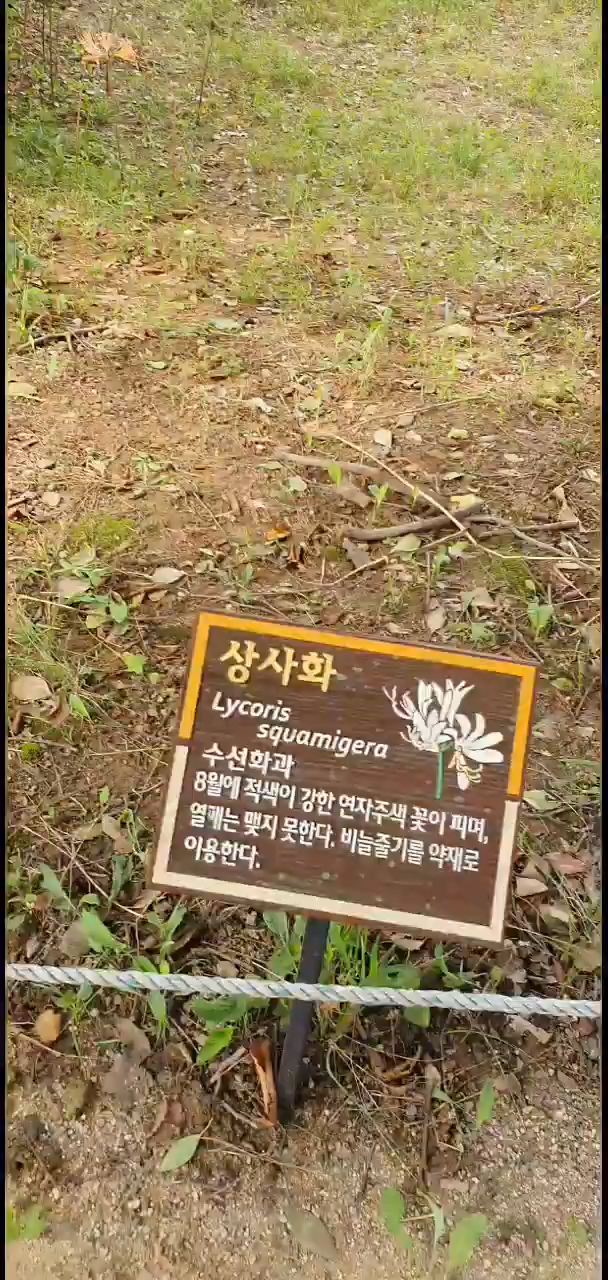 상사화
Lycoris
squamigera
수선화과
8월에 적색이 강한 연자주색 꽃이 피며,
열매는 맺지 못한다. 비늘줄기를 약재로
이용한다.